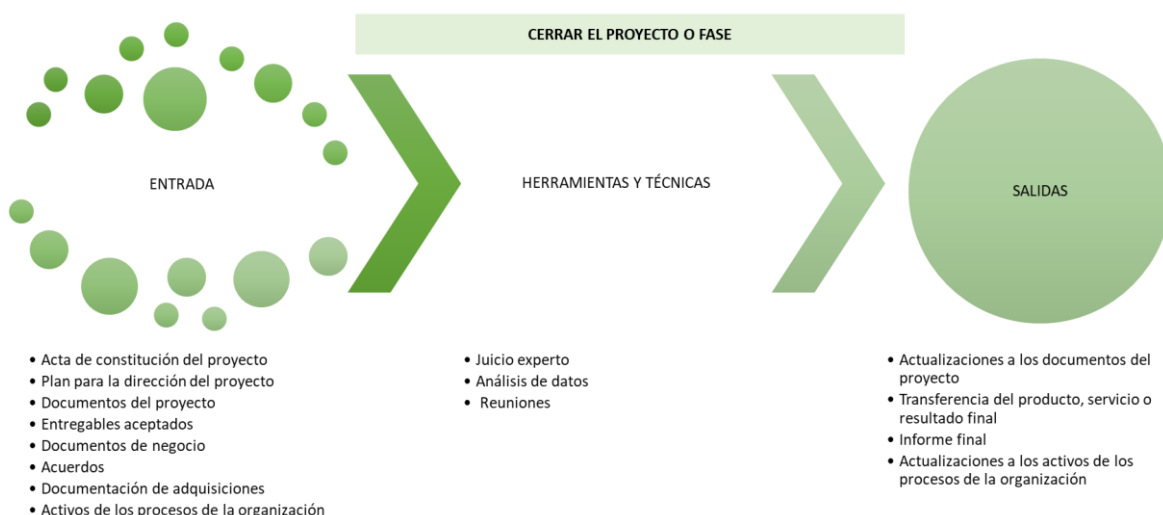 CERRAR EL PROYECTO O FASE
ENTRADA
HERRAMIENTAS Y TÉCNICAS
SALIDAS
• Acta de constitución del proyecto
• Plan para la dirección del proyecto
• Documentos del proyecto
• Entregables aceptados
• Documentos de negocio
• Acuerdos
• Documentación de adquisiciones
• Activos de los procesos de la organización
• Juicio experto
• Análisis de datos
• Reuniones
• Actualizaciones a los documentos del
proyecto
• Transferencia del producto, servicio o
resultado final
• Informe final
• Actualizaciones a los activos de los
procesos de la organización